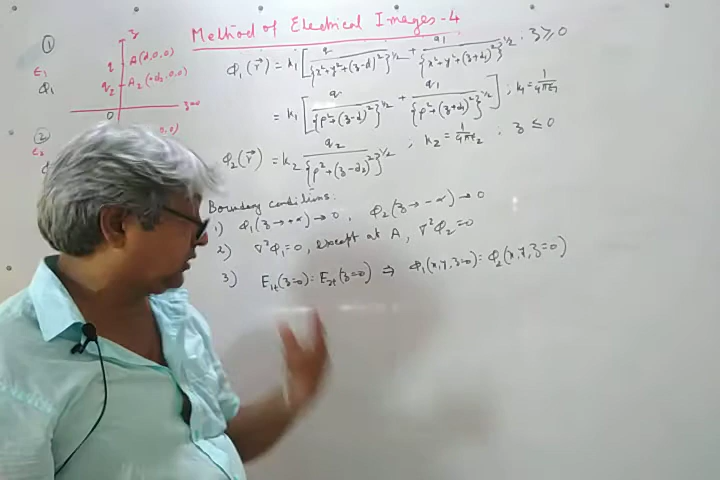 Method of Electrical Images-4
①
z
q A(d,0,0)
ε₁
Φ₁
q₂ A₂(+d₂,0,0)
z=0
0
②
,0)
ε₂
Φ₁(r⃗) = k₁[q/{x²+y²+(z-d)²}^½ + q₁/{x²+y²+(z+d₁)²}^½ . z ≥ 0
= k₁[q/{ρ²+(z-d)²}^½ + q₁/{ρ²+(z+d₁)²}^½] , k₁ = 1/4πε₁
Φ₂(r⃗) = k₂ q₂/{ρ²+(z-d₂)²}^½ , k₂ = 1/4πε₂ . z ≤ 0
Boundary conditions:
1) Φ₁(z→+∝)→0, Φ₂(z→-∝)→0
2) ∇²Φ₁=0, except at A, ∇²Φ₂=0
3) E₁t(z=0) = E₂t(z=0) ⇒ Φ₁(x,y,z=0) = Φ₂(x,y,z=0)